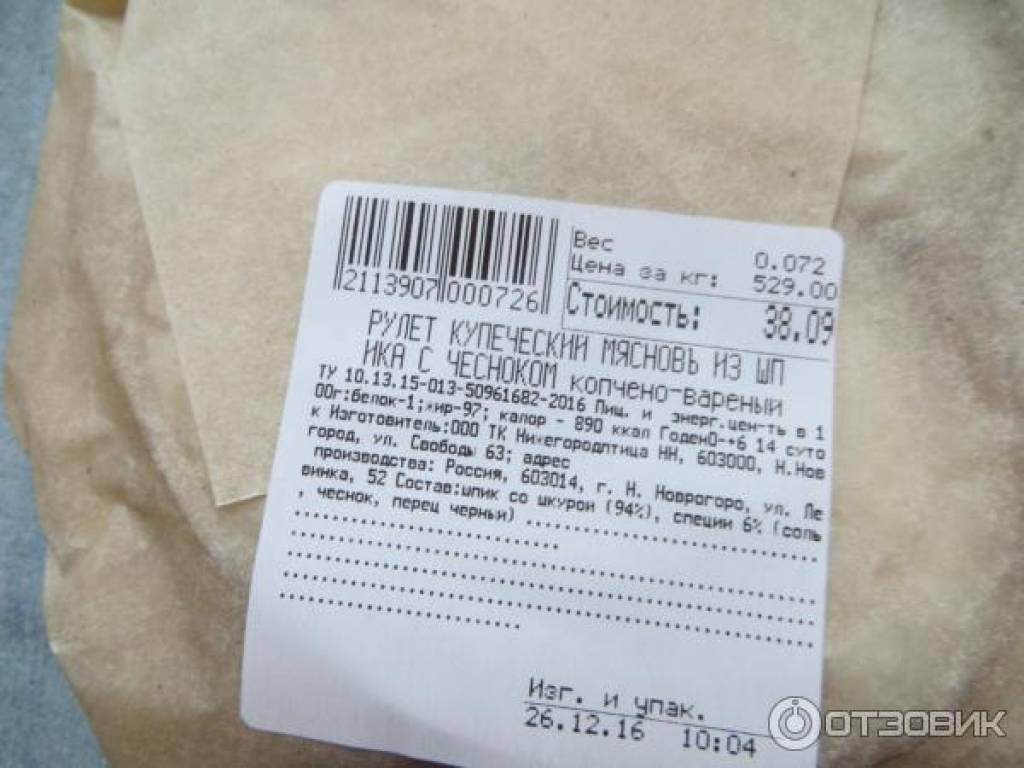 2113907 000726
Вес 0.072
Цена за кг: 529.00
Стоимость: 38.09
РУЛЕТ КУПЕЧЕСКИЙ МЯСНОВЪ ИЗ ШП
ИКА С ЧЕСНОКОМ копчено-вареный
ТУ 10.13.15-013-50961682-2016 Пищ. и энерг.цен-ть в 1
00г:белок-1;жир-97; калор - 890 ккал Годен0-+6 14 суто
к Изготовитель:ООО ТК Нижегородптица НН, 603000, Н.Нов
город, ул. Свободы 63; адрес
производства: Россия, 603014, г. Н. Новрогоро, ул. Ле
винка, 52 Состав:шпик со шкурой (94%), специи 6% (соль
, чеснок, перец черный)
Изг. и упак.
26.12.16 10:04
ОТЗОВИК